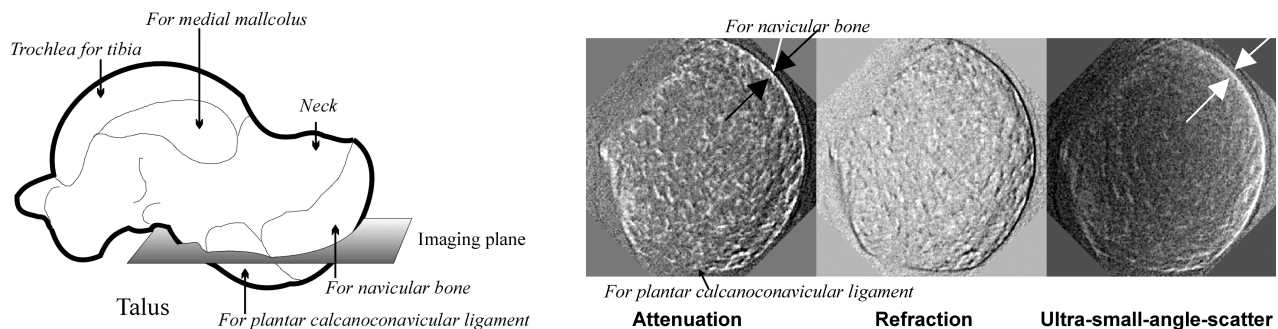 For medial mallcolus
Trochlea for tibia
Neck
Imaging plane
For navicular bone
Talus
For plantar calcanoconavicular ligament
For navicular bone
For plantar calcanoconavicular ligament
Attenuation
Refraction
Ultra-small-angle-scatter